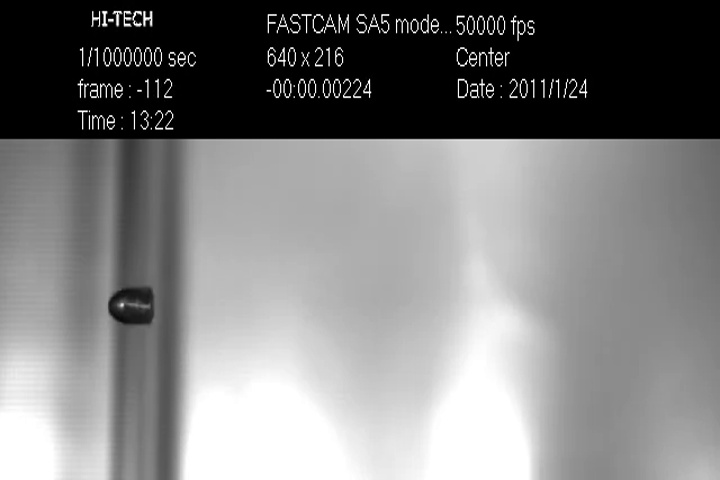 HI-TECH FASTCAM SA5 mode... 50000 fps
1/1000000 sec 640 x 216 Center
frame : -112 -00:00.00224 Date : 2011/1/24
Time : 13:22